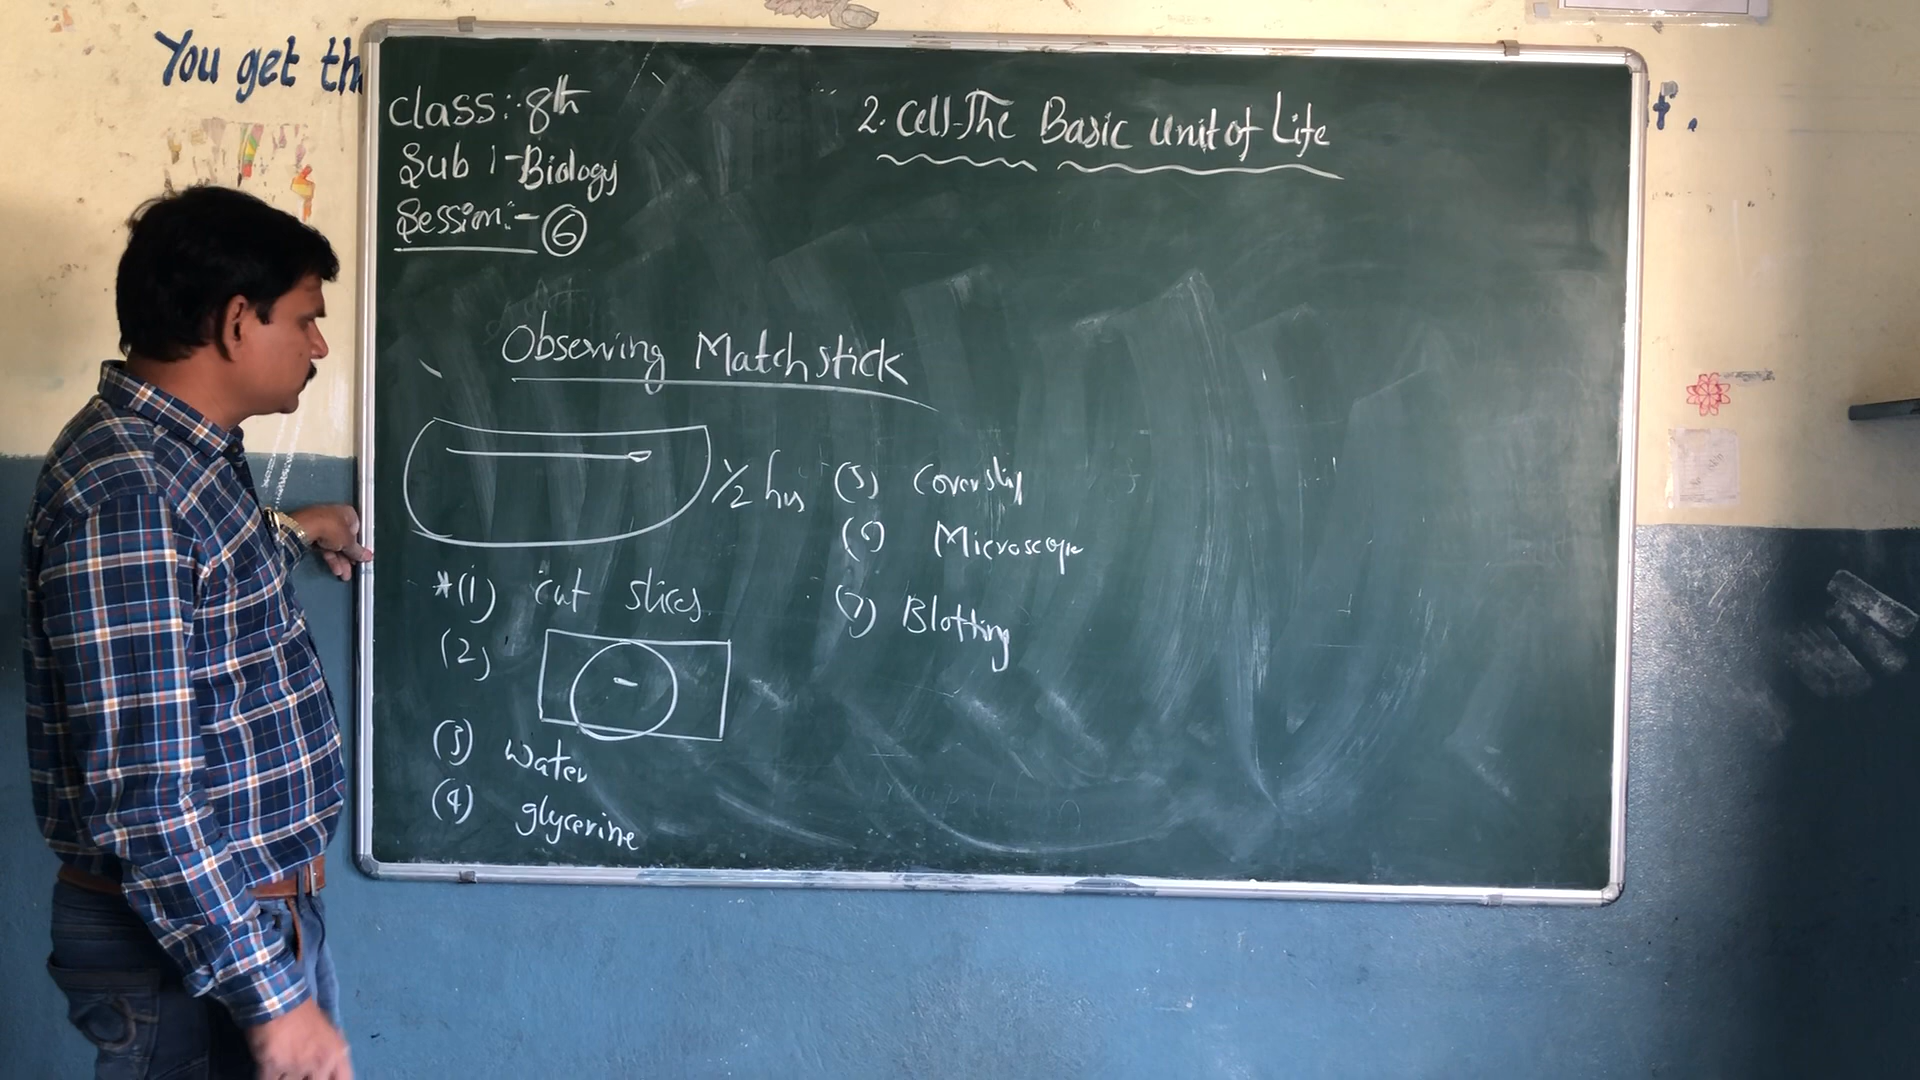 You get th
Class: 8th
Sub :- Biology
Session:- 6
2. Cell-The Basic unit of Life
Observing Matchstick
1/2 hrs
*(1) cut slices
(2)
(3) water
(4) glycerine
(5) Coverslip
(6) Microscope
(7) Blotting